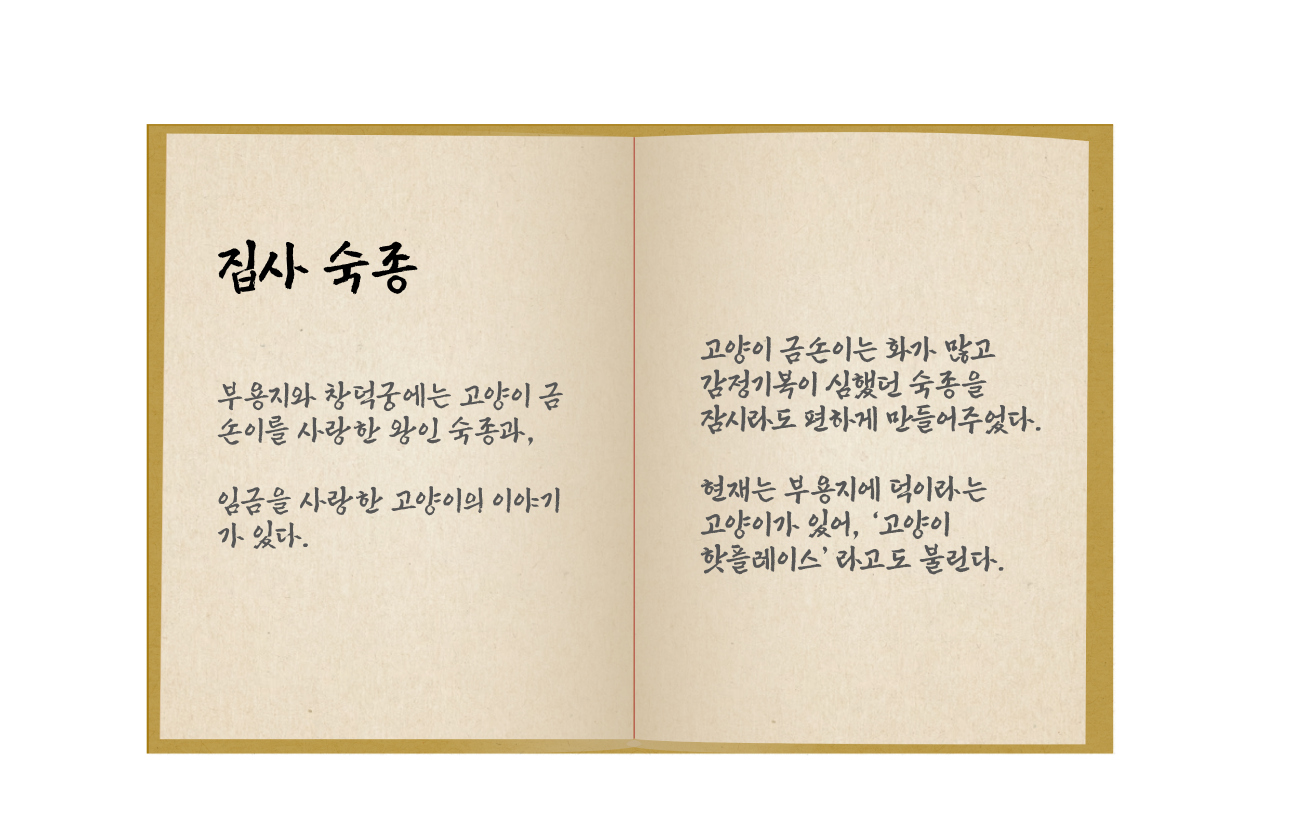 집사 숙종
부용지와 창덕궁에는 고양이 금
손이를 사랑한 왕인 숙종과,
임금을 사랑한 고양이의 이야기
가 있다.
고양이 금손이는 화가 많고
감정기복이 심했던 숙종을
잠시라도 편하게 만들어주었다.
현재는 부용지에 덕이라는
고양이가 있어, ‘고양이
핫플레이스’ 라고도 불린다.